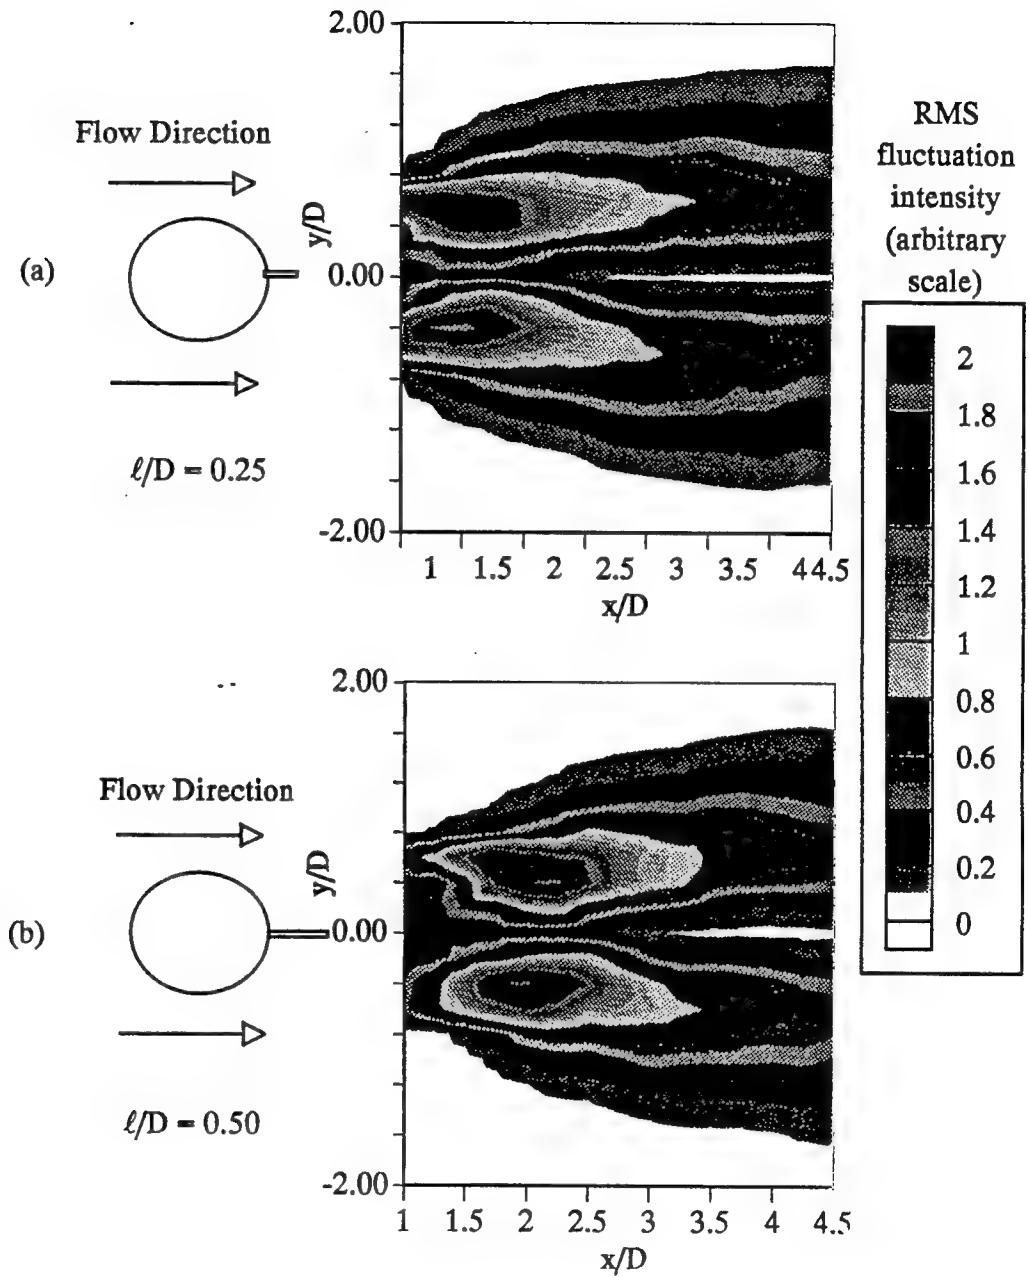 2.00
Flow Direction
(a)
y/D
0.00
ℓ/D = 0.25
-2.00
1 1.5 2 2.5 3 3.5 4 4.5
x/D
RMS
fluctuation
intensity
(arbitrary
scale)
2
1.8
1.6
1.4
1.2
1
0.8
0.6
0.4
0.2
0
2.00
Flow Direction
(b)
y/D
0.00
ℓ/D = 0.50
-2.00
1 1.5 2 2.5 3 3.5 4 4.5
x/D